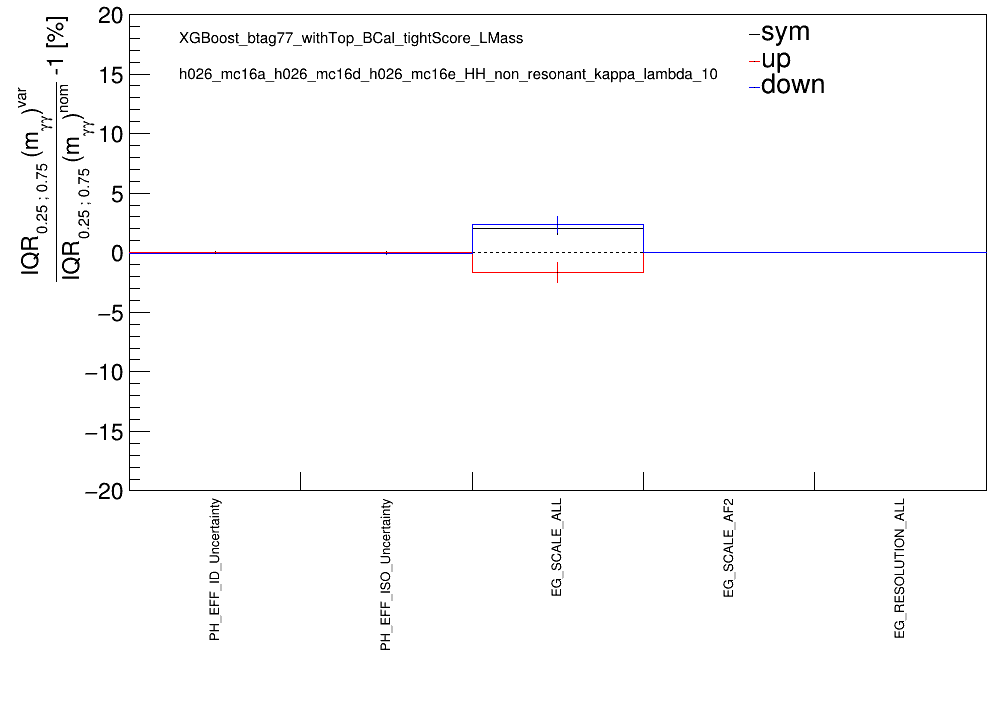 IQR0.25 ; 0.75 (mγγ)var
IQR0.25 ; 0.75 (mγγ)nom
-1 [%]
20
15
10
5
0
−5
−10
−15
−20
XGBoost_btag77_withTop_BCal_tightScore_LMass
h026_mc16a_h026_mc16d_h026_mc16e_HH_non_resonant_kappa_lambda_10
sym
up
down
PH_EFF_ID_Uncertainty
PH_EFF_ISO_Uncertainty
EG_SCALE_ALL
EG_SCALE_AF2
EG_RESOLUTION_ALL